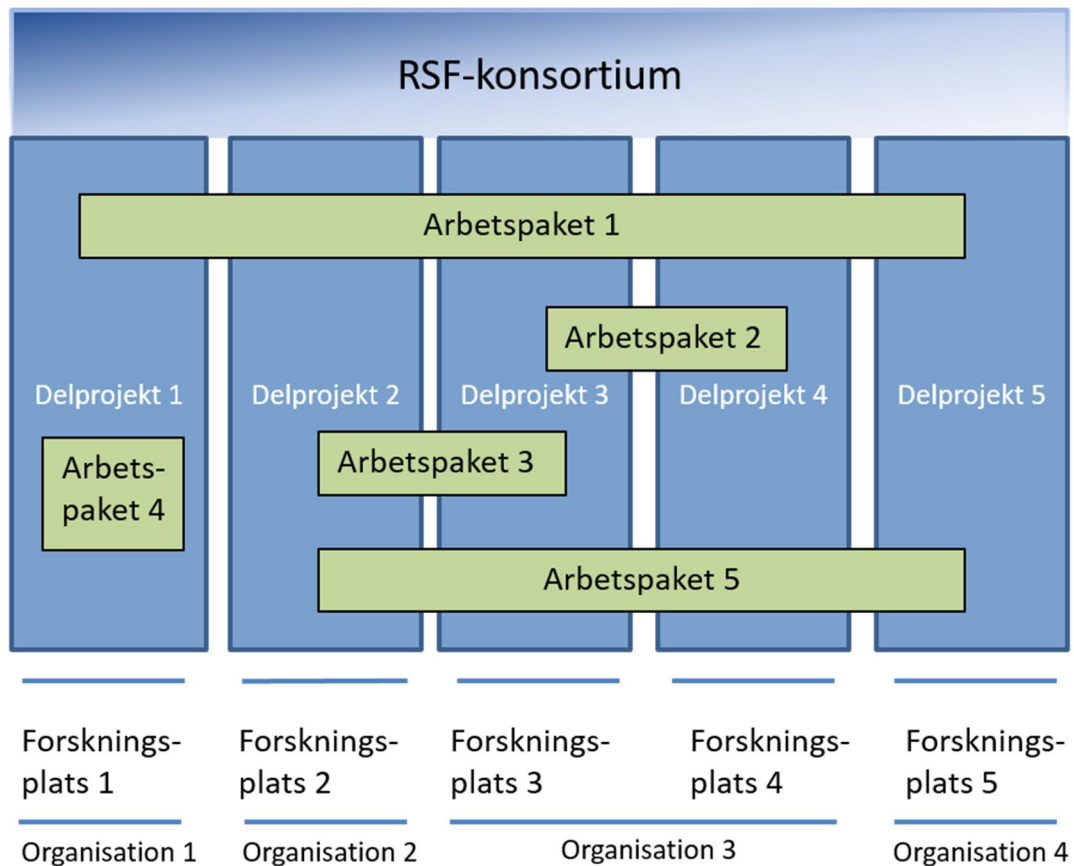 RSF-konsortium
Arbetspaket 1
Arbetspaket 2
Delprojekt 1
Delprojekt 2
Delprojekt 3
Delprojekt 4
Delprojekt 5
Arbets-
paket 4
Arbetspaket 3
Arbetspaket 5
Forsknings-
plats 1
Forsknings-
plats 2
Forsknings-
plats 3
Forsknings-
plats 4
Forsknings-
plats 5
Organisation 1
Organisation 2
Organisation 3
Organisation 4